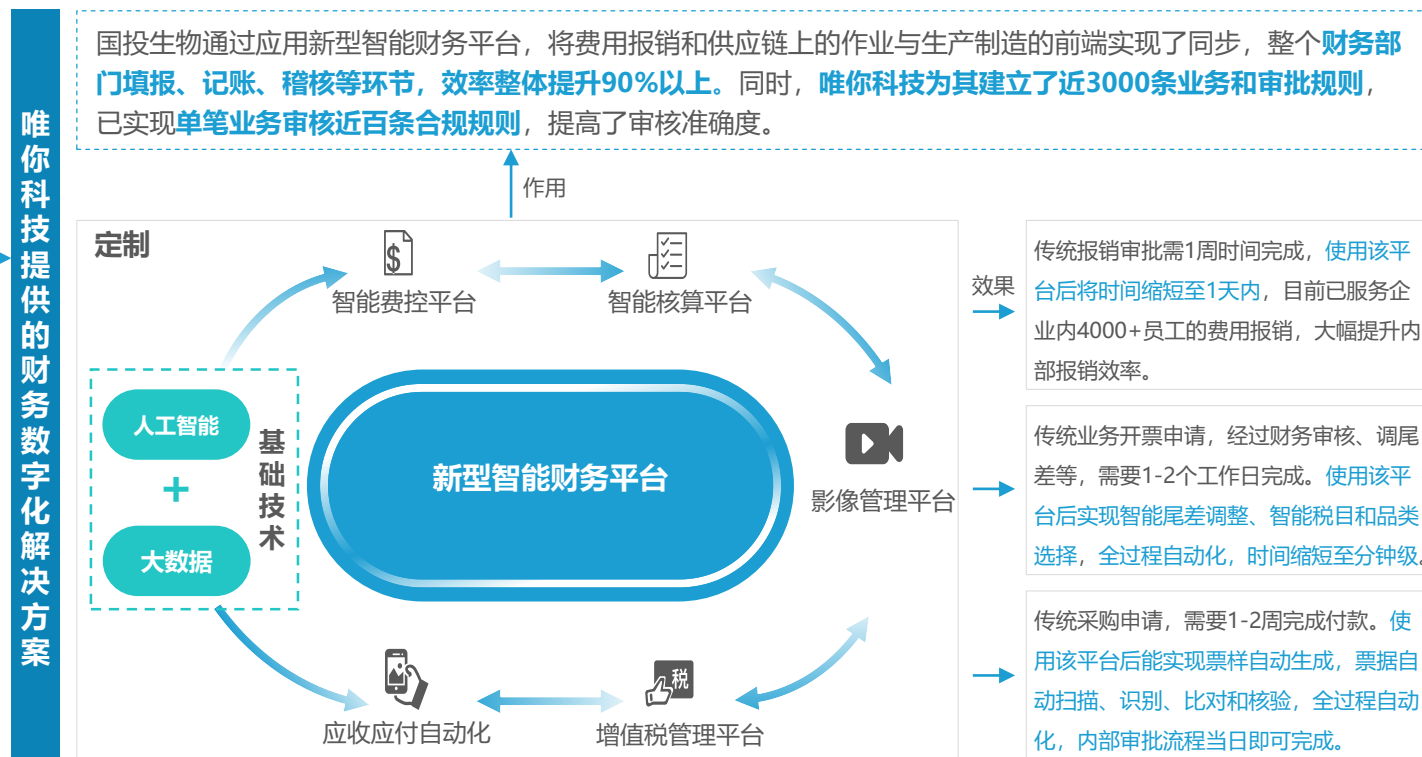 唯你科技提供的财务数字化解决方案
国投生物通过应用新型智能财务平台，将费用报销和供应链上的作业与生产制造的前端实现了同步，整个财务部
门填报、记账、稽核等环节，效率整体提升90%以上。同时，唯你科技为其建立了近3000条业务和审批规则，
已实现单笔业务审核近百条合规规则，提高了审核准确度。
作用
定制
$
智能费控平台
智能核算平台
人工智能
+
大数据
基础技术
新型智能财务平台
影像管理平台
应收应付自动化
税
增值税管理平台
效果
传统报销审批需1周时间完成，使用该平
台后将时间缩短至1天内，目前已服务企
业内4000+员工的费用报销，大幅提升内
部报销效率。
传统业务开票申请，经过财务审核、调尾
差等，需要1-2个工作日完成。使用该平
台后实现智能尾差调整、智能税目和品类
选择，全过程自动化，时间缩短至分钟级。
传统采购申请，需要1-2周完成付款。使
用该平台后能实现票样自动生成，票据自
动扫描、识别、比对和核验，全过程自动
化，内部审批流程当日即可完成。